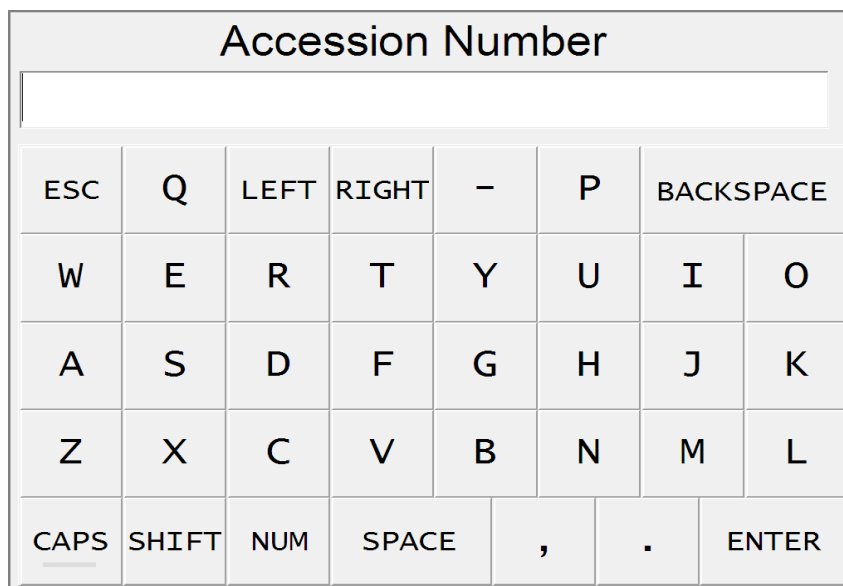 Accession Number
ESC Q LEFT RIGHT - P BACKSPACE
W E R T Y U I O
A S D F G H J K
Z X C V B N M L
CAPS SHIFT NUM SPACE , . ENTER